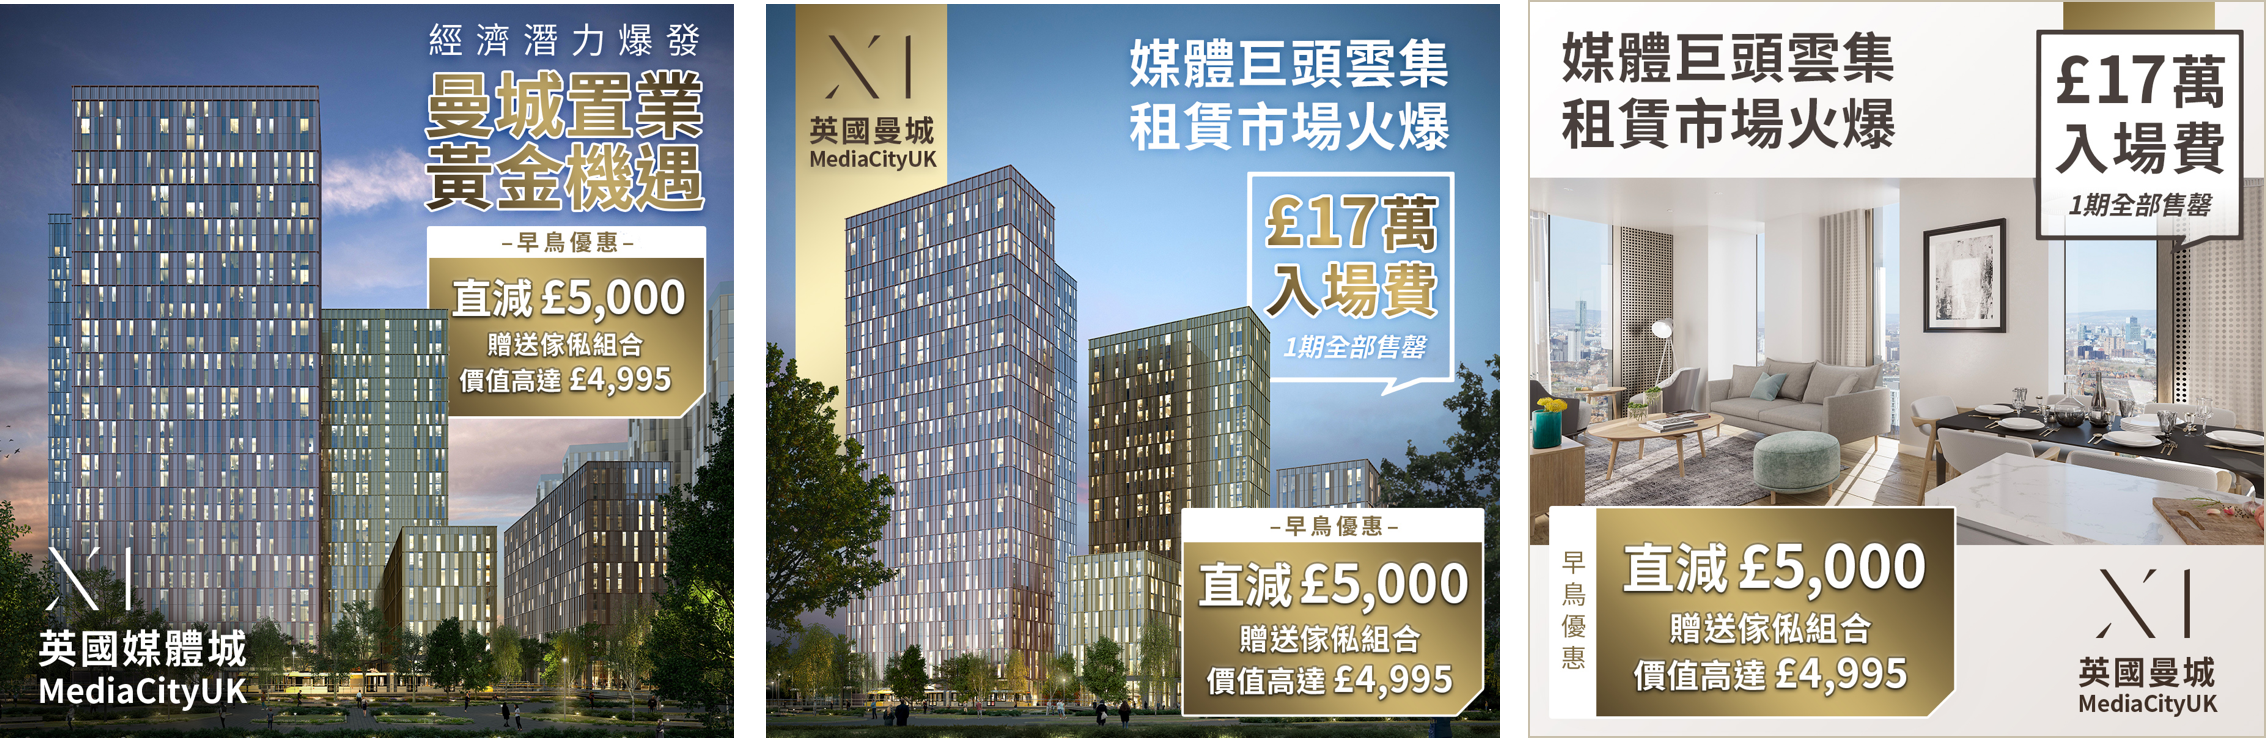 經濟潛力爆發
曼城置業
黃金機遇
–早鳥優惠–
直減 £5,000
贈送傢俬組合
價值高達 £4,995
X1
英國媒體城
MediaCityUK
X1
英國曼城
MediaCityUK
媒體巨頭雲集
租賃市場火爆
£17萬
入場費
1期全部售罄
–早鳥優惠–
直減 £5,000
贈送傢俬組合
價值高達 £4,995
媒體巨頭雲集
租賃市場火爆
£17萬
入場費
1期全部售罄
早鳥優惠
直減 £5,000
贈送傢俬組合
價值高達 £4,995
X1
英國曼城
MediaCityUK